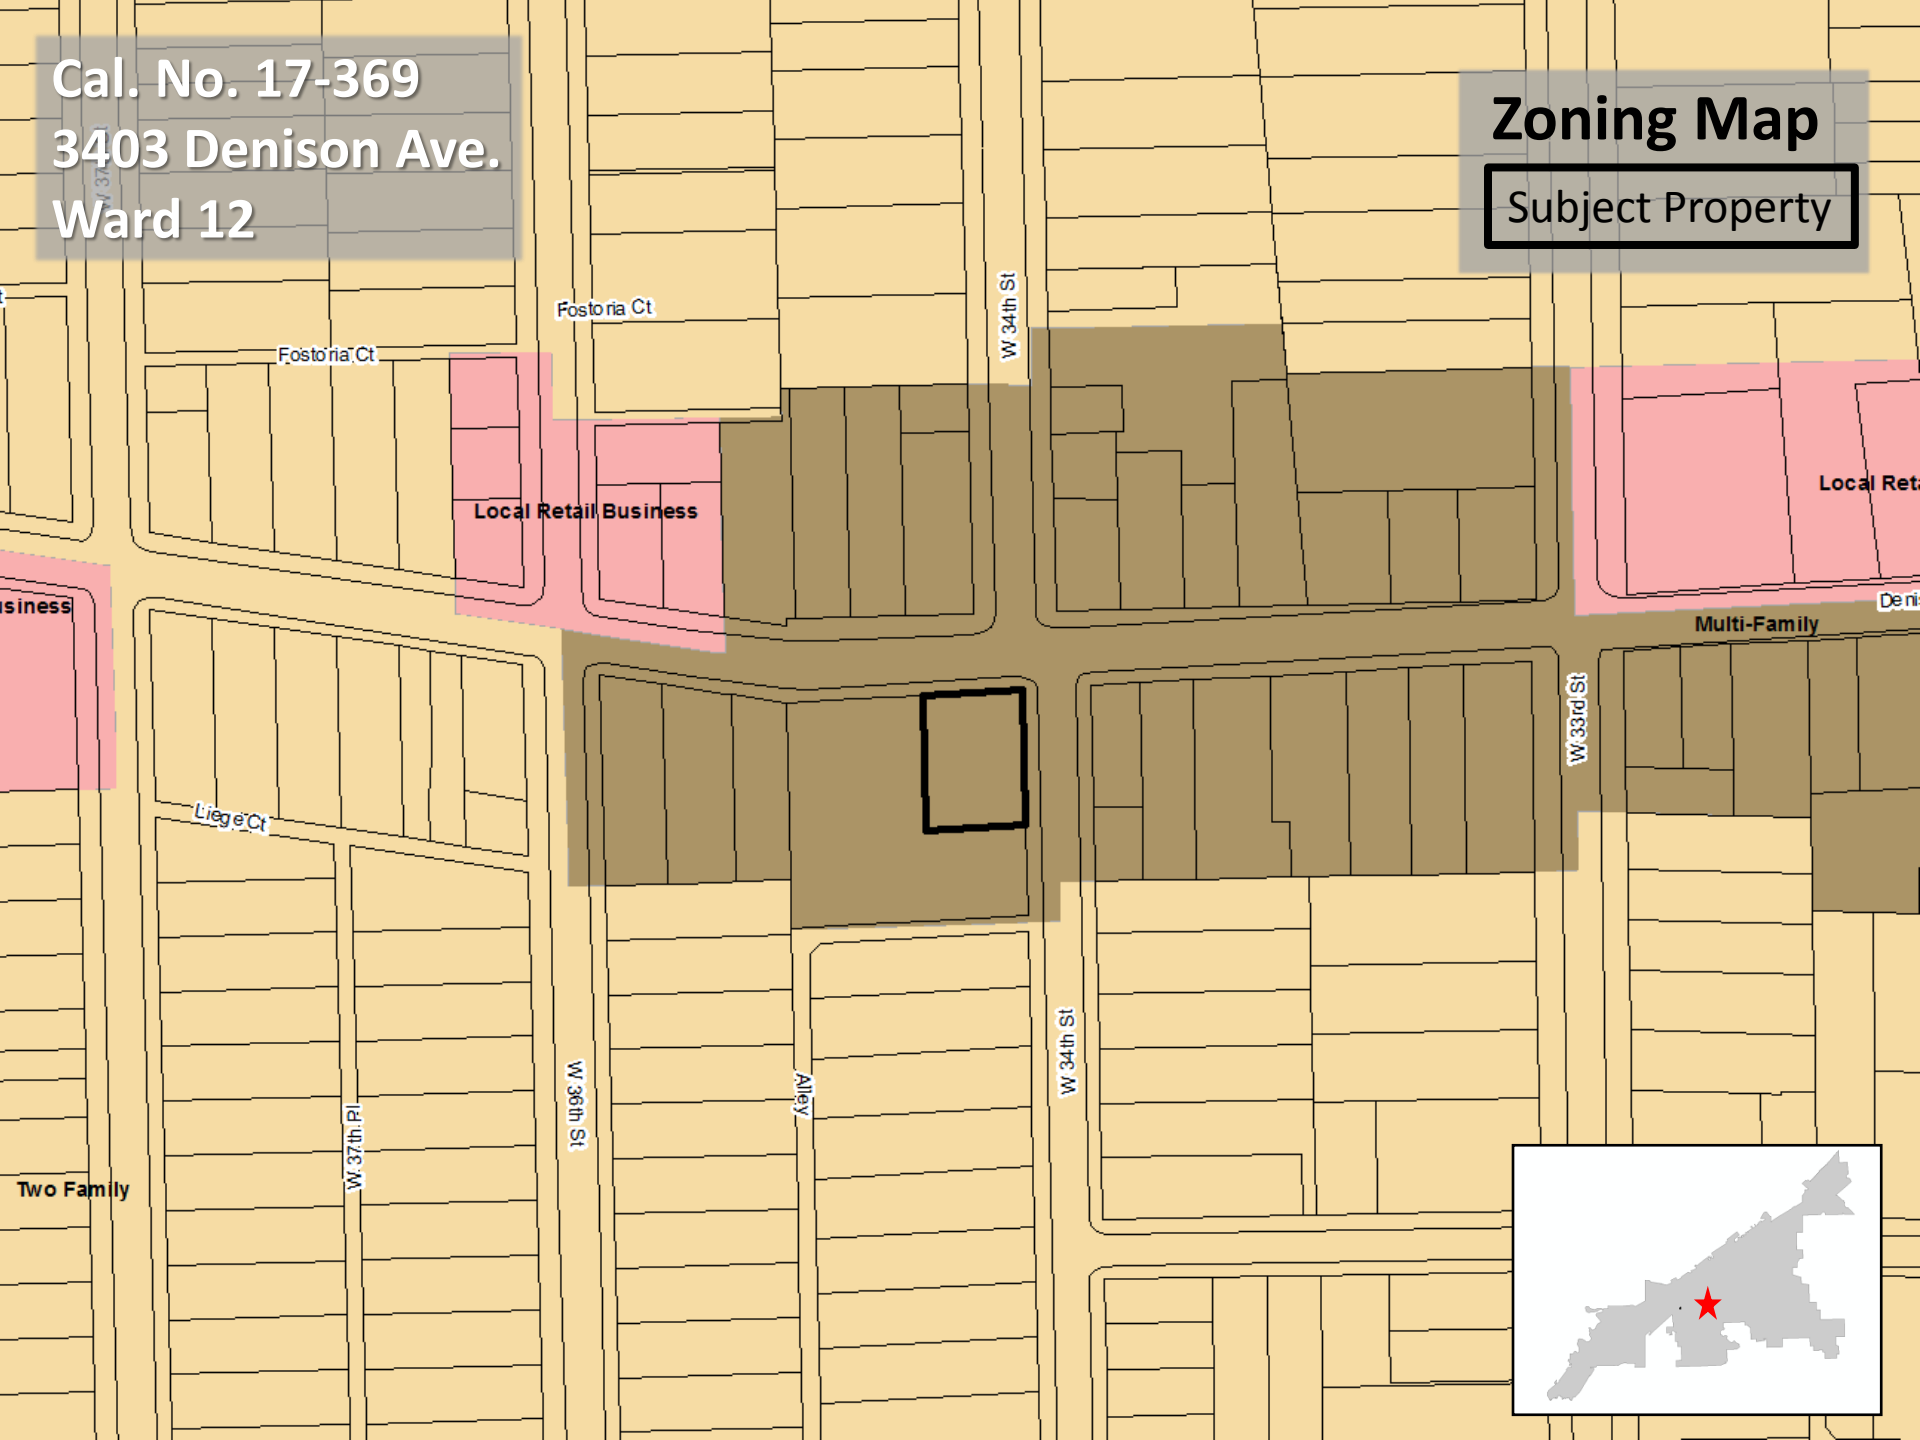 Cal. No. 17-369
3403 Denison Ave.
Ward 12
Zoning Map
Subject Property
W 34th St
Fostoria Ct
Fostoria Ct
Local Retail Business
Local
Multi-Family
W 33rd St
Liege Ct
W 34th St
W 36th St
Alley
W 37th Pl
Two Family